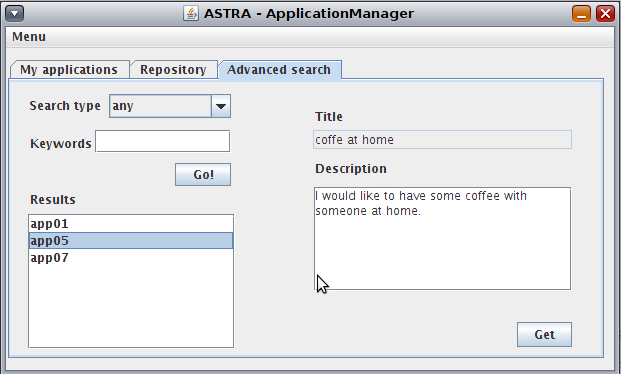 ASTRA - ApplicationManager
Menu
My applications
Repository
Advanced search
Search type
any
Keywords
Go!
Results
app01
app05
app07
Title
coffe at home
Description
I would like to have some coffee with
someone at home.
Get